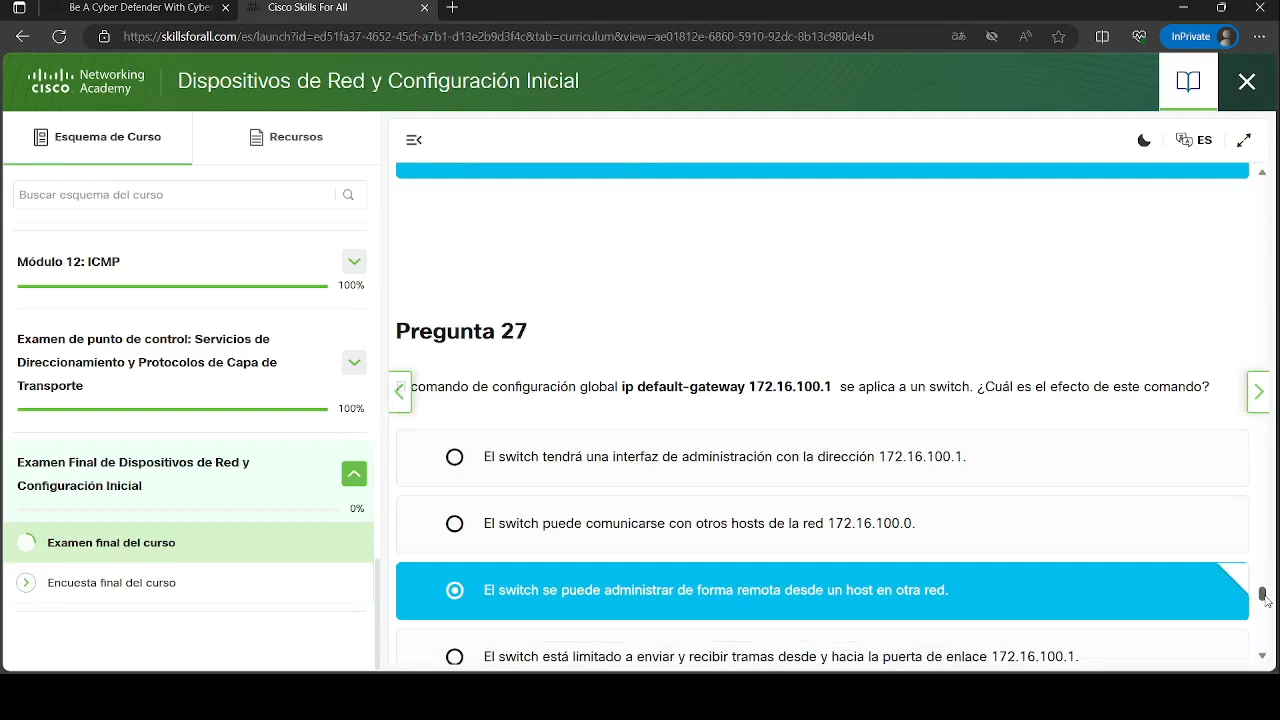 Be A Cyber Defender With Cyber
Cisco Skills For All
https://skillsforall.com/es/launch?id=ed51fa37-4652-45cf-a7b1-d13e2b9d3f4c&tab=curriculum&view=ae01812e-6860-5910-92dc-8b13c980de4b
InPrivate
Networking
CISCO Academy
Dispositivos de Red y Configuración Inicial
Esquema de Curso
Recursos
ES
Buscar esquema del curso
Módulo 12: ICMP
100%
Examen de punto de control: Servicios de
Direccionamiento y Protocolos de Capa de
Transporte
100%
Examen Final de Dispositivos de Red y
Configuración Inicial
0%
Examen final del curso
Encuesta final del curso
Pregunta 27
El comando de configuración global ip default-gateway 172.16.100.1 se aplica a un switch. ¿Cuál es el efecto de este comando?
El switch tendrá una interfaz de administración con la dirección 172.16.100.1.
El switch puede comunicarse con otros hosts de la red 172.16.100.0.
El switch se puede administrar de forma remota desde un host en otra red.
El switch está limitado a enviar y recibir tramas desde y hacia la puerta de enlace 172.16.100.1.